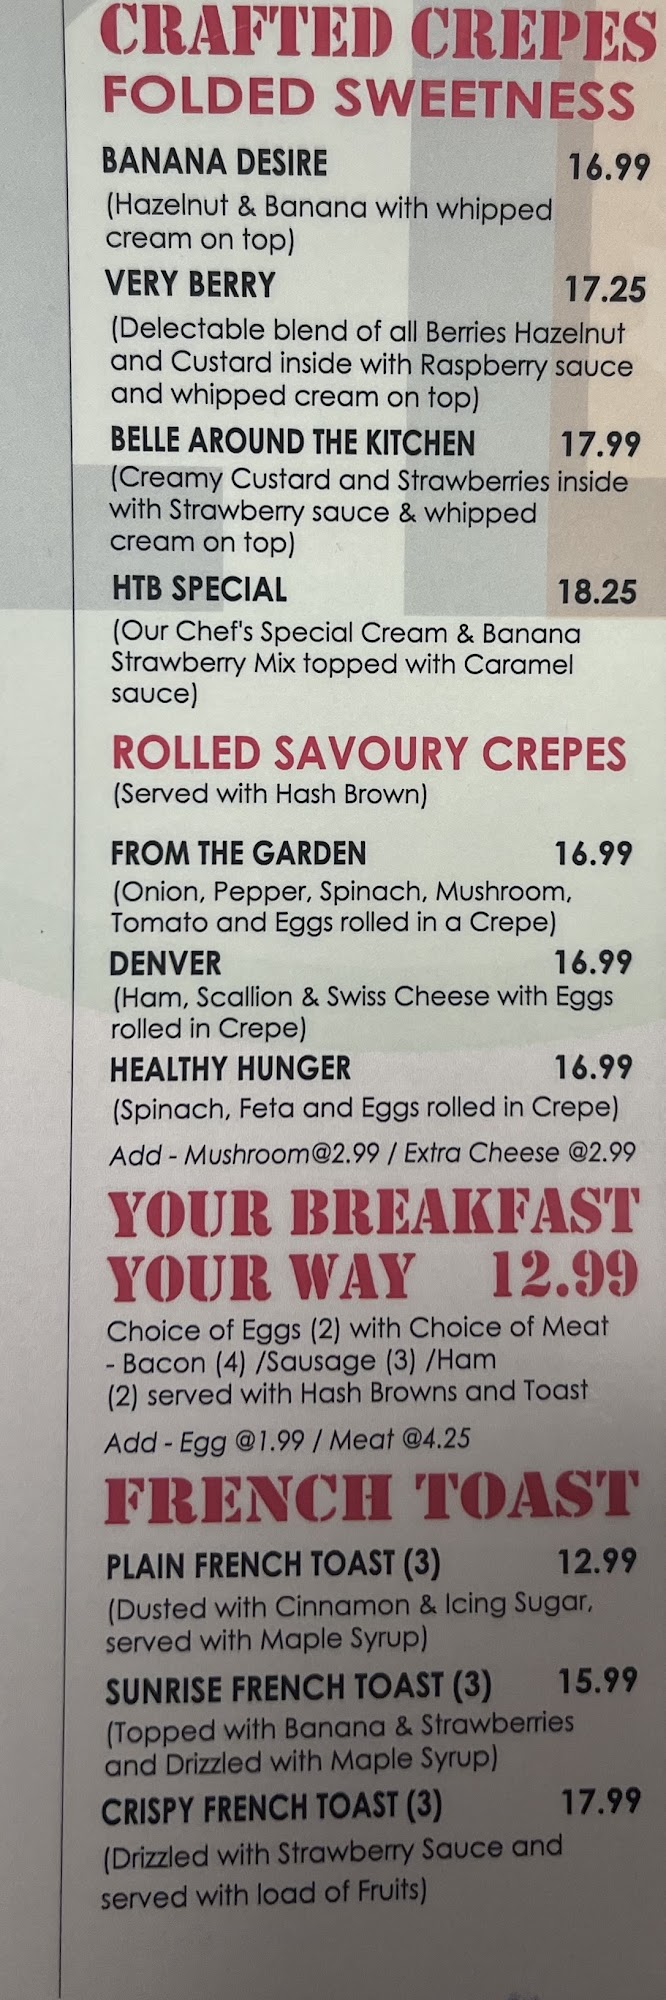 CRAFTED CREPES
FOLDED SWEETNESS
BANANA DESIRE 16.99
(Hazelnut & Banana with whipped
cream on top)
VERY BERRY 17.25
(Delectable blend of all Berries Hazelnut
and Custard inside with Raspberry sauce
and whipped cream on top)
BELLE AROUND THE KITCHEN 17.99
(Creamy Custard and Strawberries inside
with Strawberry sauce & whipped
cream on top)
HTB SPECIAL 18.25
(Our Chef's Special Cream & Banana
Strawberry Mix topped with Caramel
sauce)
ROLLED SAVOURY CREPES
(Served with Hash Brown)
FROM THE GARDEN 16.99
(Onion, Pepper, Spinach, Mushroom,
Tomato and Eggs rolled in a Crepe)
DENVER 16.99
(Ham, Scallion & Swiss Cheese with Eggs
rolled in Crepe)
HEALTHY HUNGER 16.99
(Spinach, Feta and Eggs rolled in Crepe)
Add - Mushroom@2.99 / Extra Cheese @2.99
YOUR BREAKFAST
YOUR WAY 12.99
Choice of Eggs (2) with Choice of Meat
- Bacon (4) /Sausage (3) /Ham
(2) served with Hash Browns and Toast
Add - Egg @1.99 / Meat @4.25
FRENCH TOAST
PLAIN FRENCH TOAST (3) 12.99
(Dusted with Cinnamon & Icing Sugar,
served with Maple Syrup)
SUNRISE FRENCH TOAST (3) 15.99
(Topped with Banana & Strawberries
and Drizzled with Maple Syrup)
CRISPY FRENCH TOAST (3) 17.99
(Drizzled with Strawberry Sauce and
served with load of Fruits)